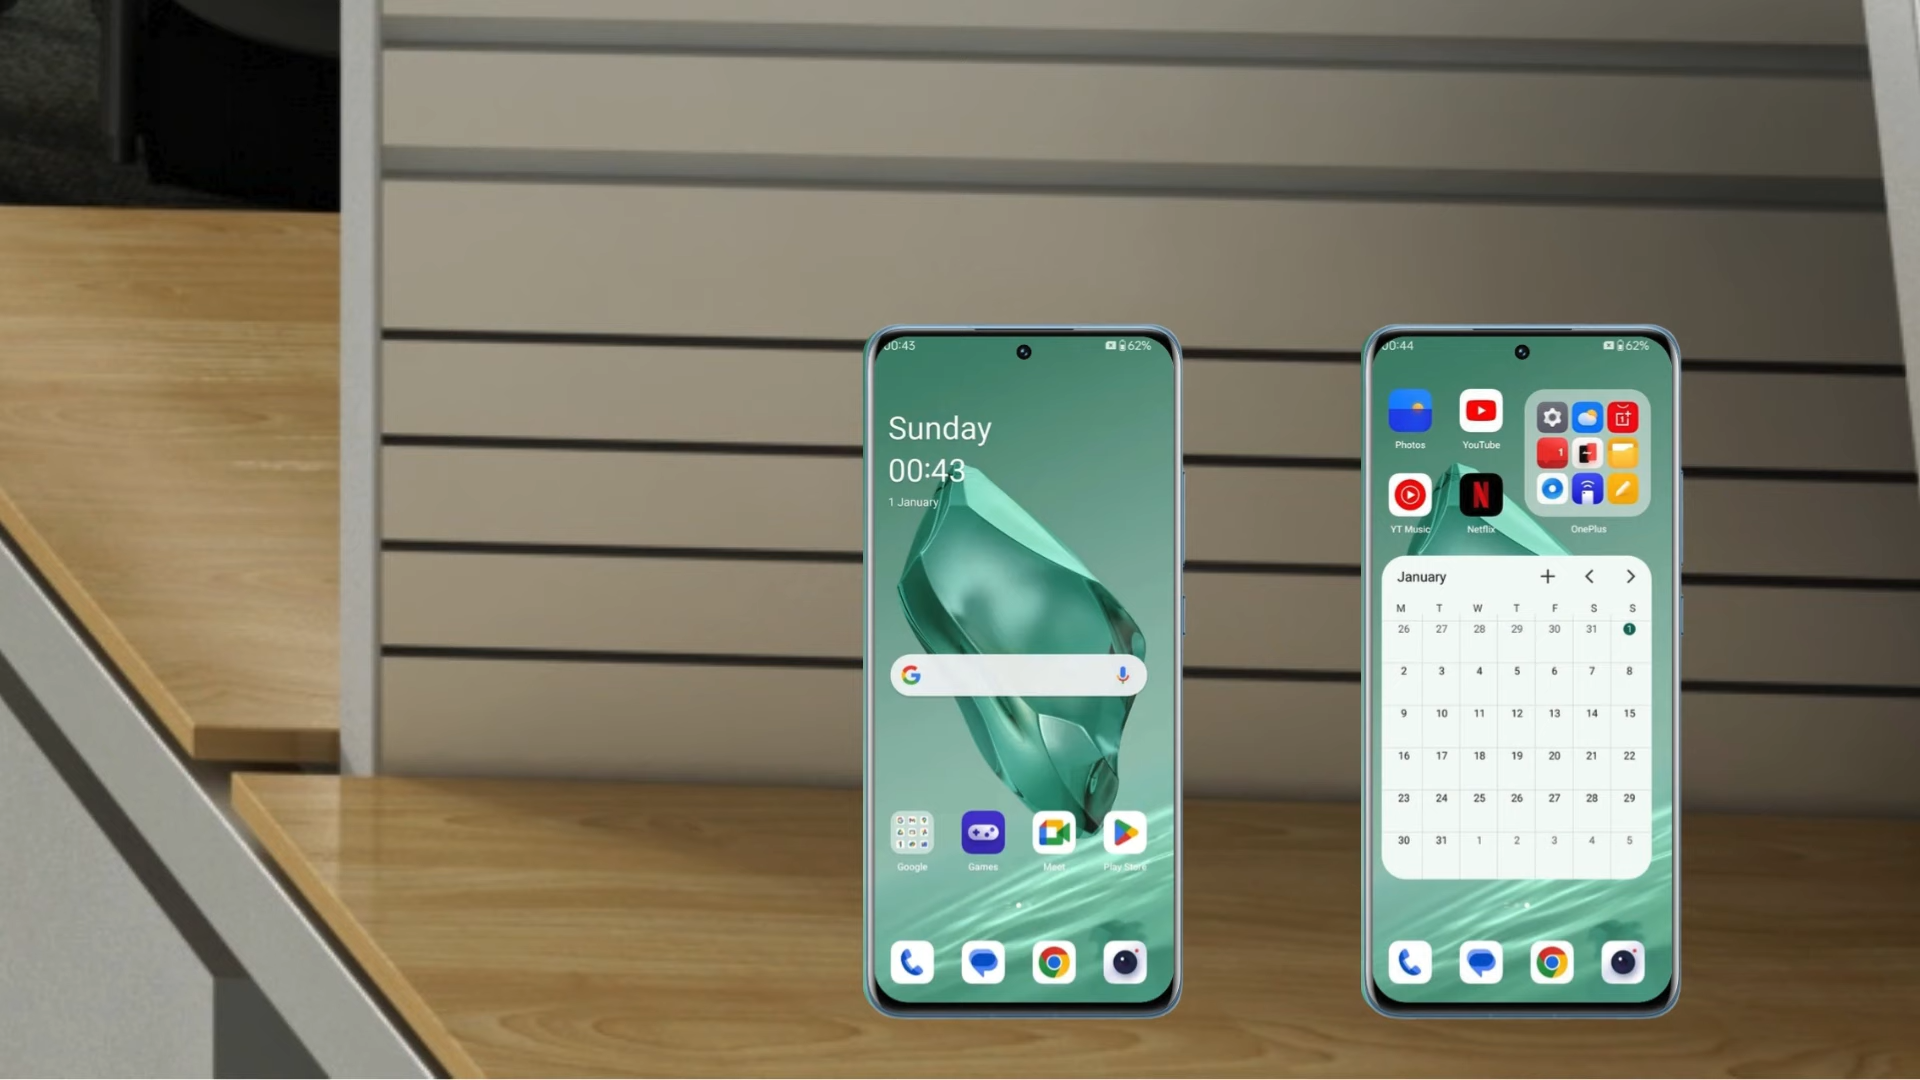 00:43
62%
Sunday
00:43
1 January
Google
Games
Meet
Play Store
00:44
62%
Photos
YouTube
1
YT Music
N
Netflix
OnePlus
January
M T W T F S S
26 27 28 29 30 31 1
2 3 4 5 6 7 8
9 10 11 12 13 14 15
16 17 18 19 20 21 22
23 24 25 26 27 28 29
30 31 1 2 3 4 5